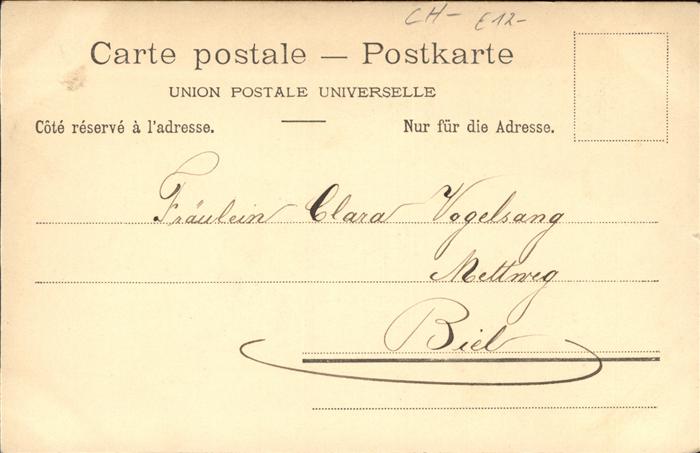 CH- E12-
Carte postale — Postkarte
UNION POSTALE UNIVERSELLE
Côté réservé à l'adresse. Nur für die Adresse.
Fräulein Clara Vogelsang
Mettweg
Biel